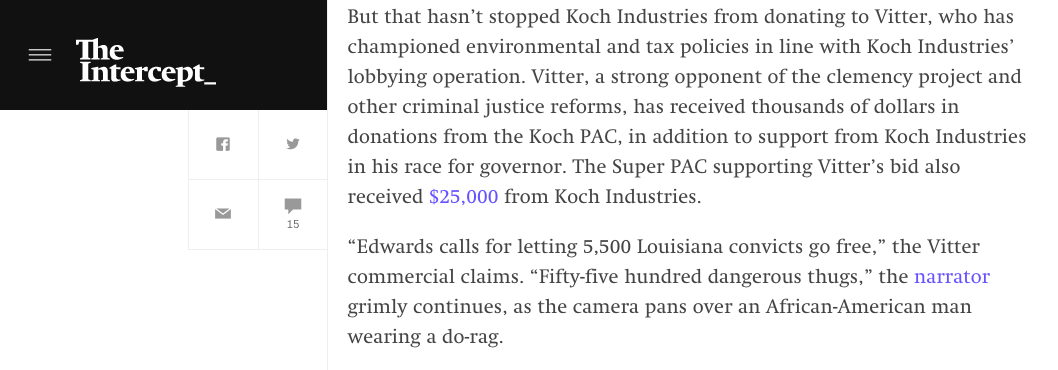 The
Intercept_
15
But that hasn’t stopped Koch Industries from donating to Vitter, who has
championed environmental and tax policies in line with Koch Industries’
lobbying operation. Vitter, a strong opponent of the clemency project and
other criminal justice reforms, has received thousands of dollars in
donations from the Koch PAC, in addition to support from Koch Industries
in his race for governor. The Super PAC supporting Vitter’s bid also
received $25,000 from Koch Industries.
“Edwards calls for letting 5,500 Louisiana convicts go free,” the Vitter
commercial claims. “Fifty-five hundred dangerous thugs,” the narrator
grimly continues, as the camera pans over an African-American man
wearing a do-rag.